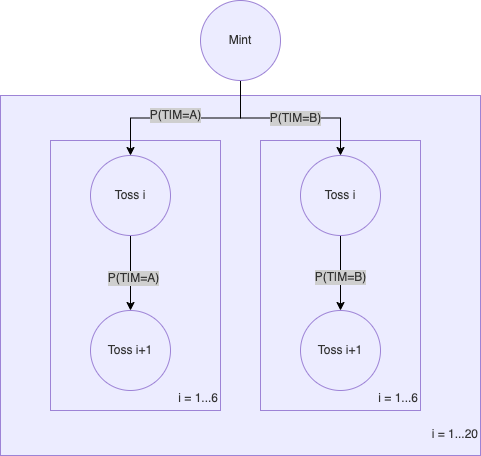 Mint
P(TIM=A)
P(TIM=B)
Toss i
Toss i
P(TIM=A)
P(TIM=B)
Toss i+1
Toss i+1
i = 1...6
i = 1...6
i = 1...20